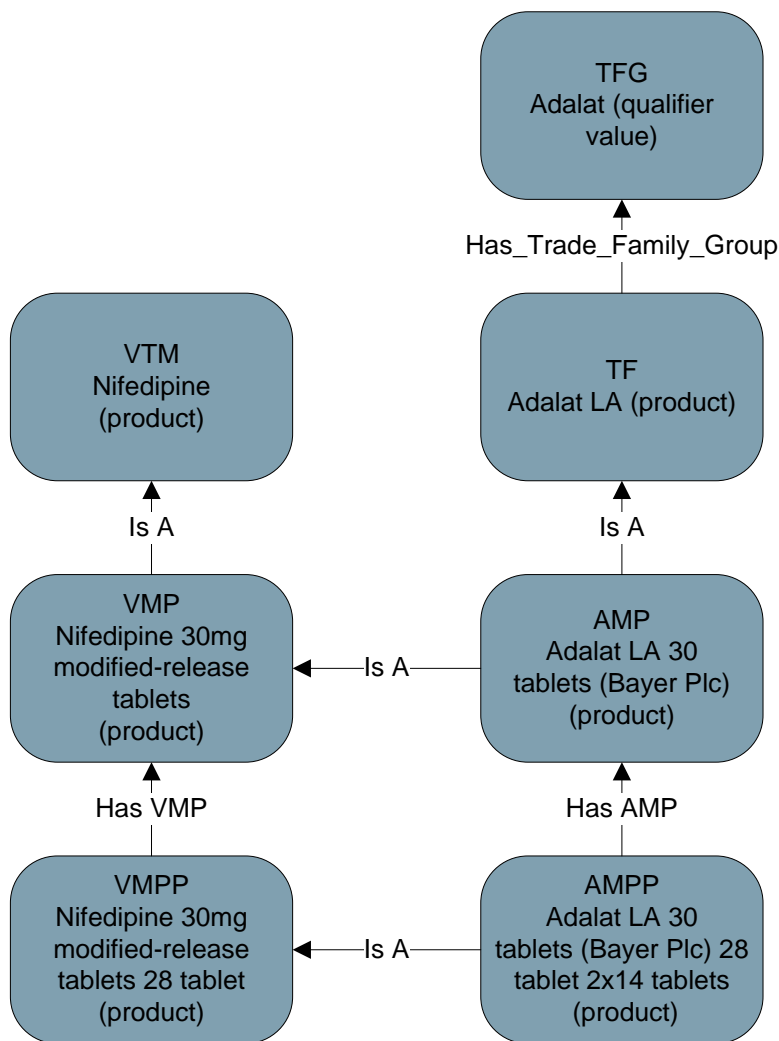 TFG
Adalat (qualifier
value)
Has_Trade_Family_Group
VTM
Nifedipine
(product)
TF
Adalat LA (product)
Is A
Is A
VMP
Nifedipine 30mg
modified-release
tablets
(product)
Is A
AMP
Adalat LA 30
tablets (Bayer Plc)
(product)
Has VMP
Has AMP
VMPP
Nifedipine 30mg
modified-release
tablets 28 tablet
(product)
Is A
AMPP
Adalat LA 30
tablets (Bayer Plc) 28
tablet 2x14 tablets
(product)